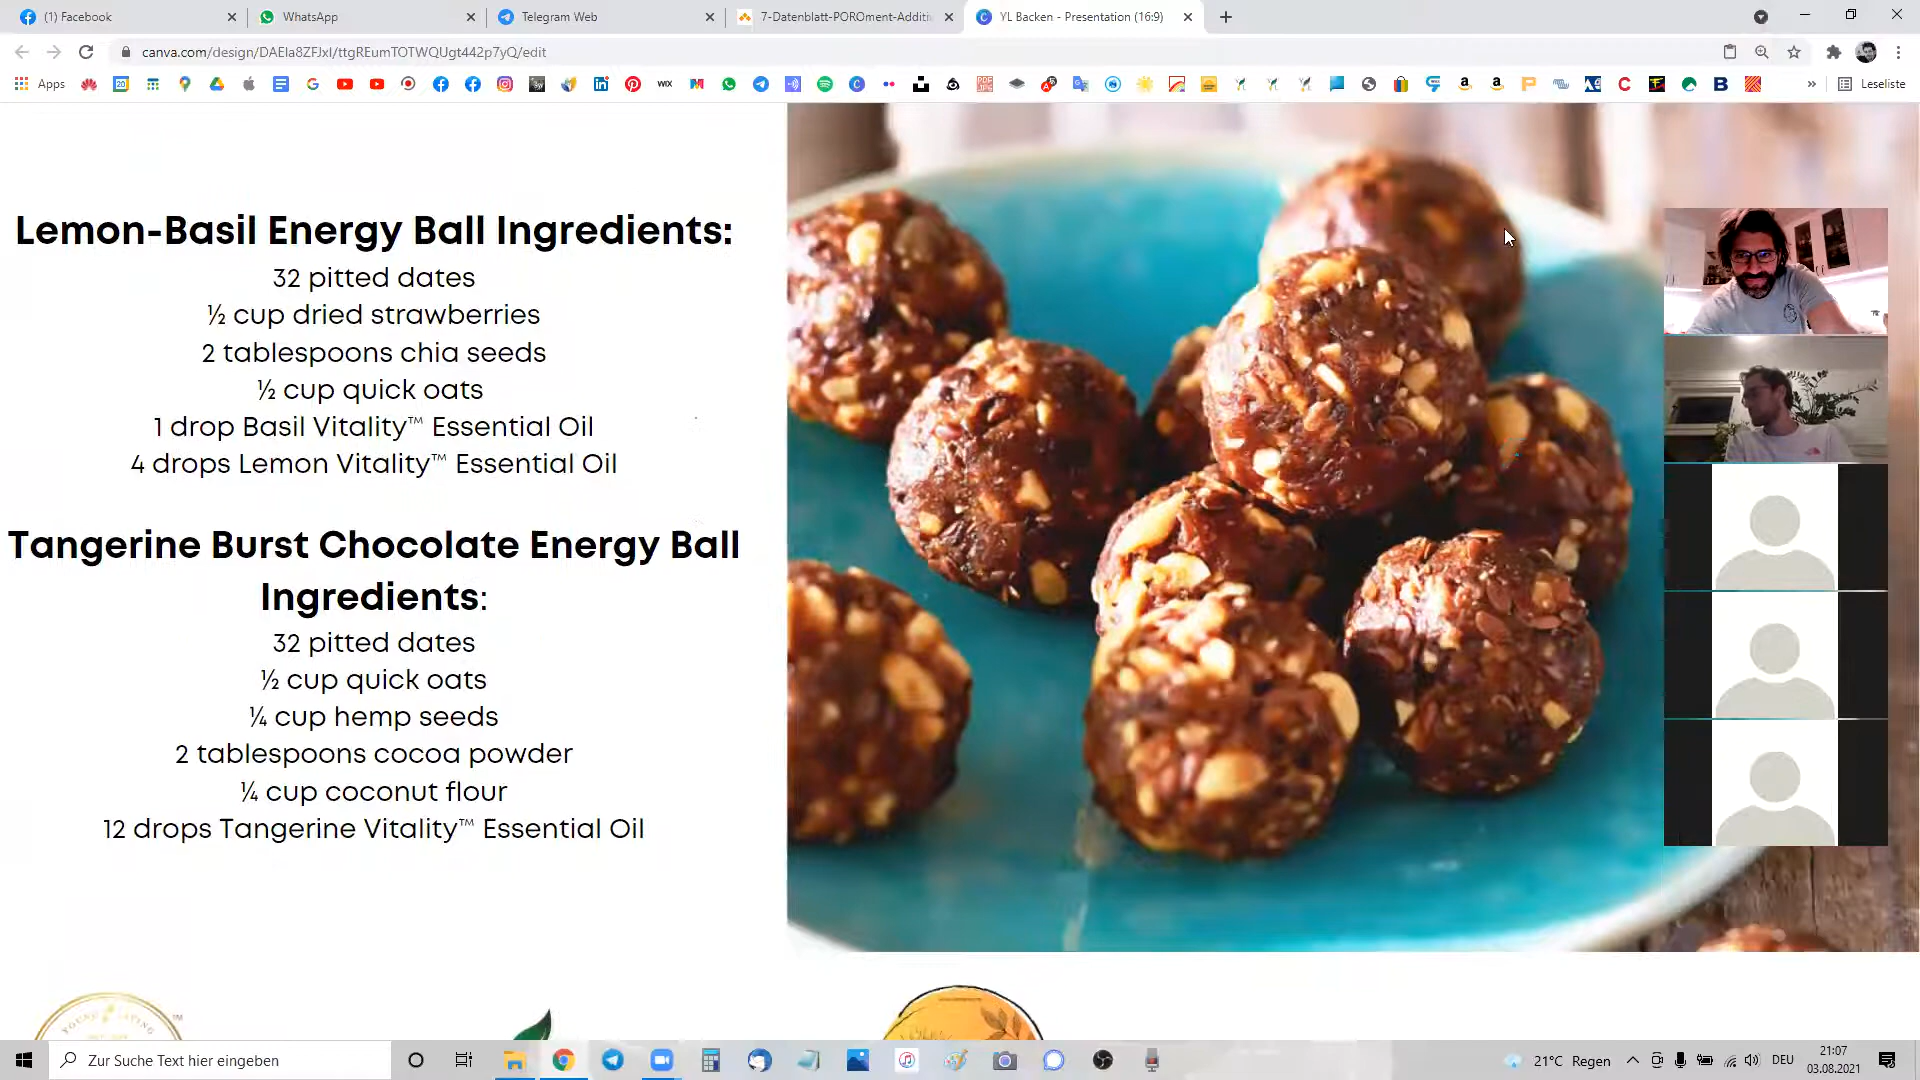 (1) Facebook
WhatsApp
Telegram Web
7-Datenblatt-POROment-Additi
YL Backen - Presentation (16:9)
canva.com/design/DAEla8ZFJxI/ttgREumTOTWQUgt442p7yQ/edit
Apps
Leseliste
Lemon-Basil Energy Ball Ingredients:
32 pitted dates
½ cup dried strawberries
2 tablespoons chia seeds
½ cup quick oats
1 drop Basil Vitality™ Essential Oil
4 drops Lemon Vitality™ Essential Oil
Tangerine Burst Chocolate Energy Ball
Ingredients:
32 pitted dates
½ cup quick oats
¼ cup hemp seeds
2 tablespoons cocoa powder
¼ cup coconut flour
12 drops Tangerine Vitality™ Essential Oil
YOUNG LIVING
Zur Suche Text hier eingeben
21°C Regen
DEU
21:07
03.08.2021